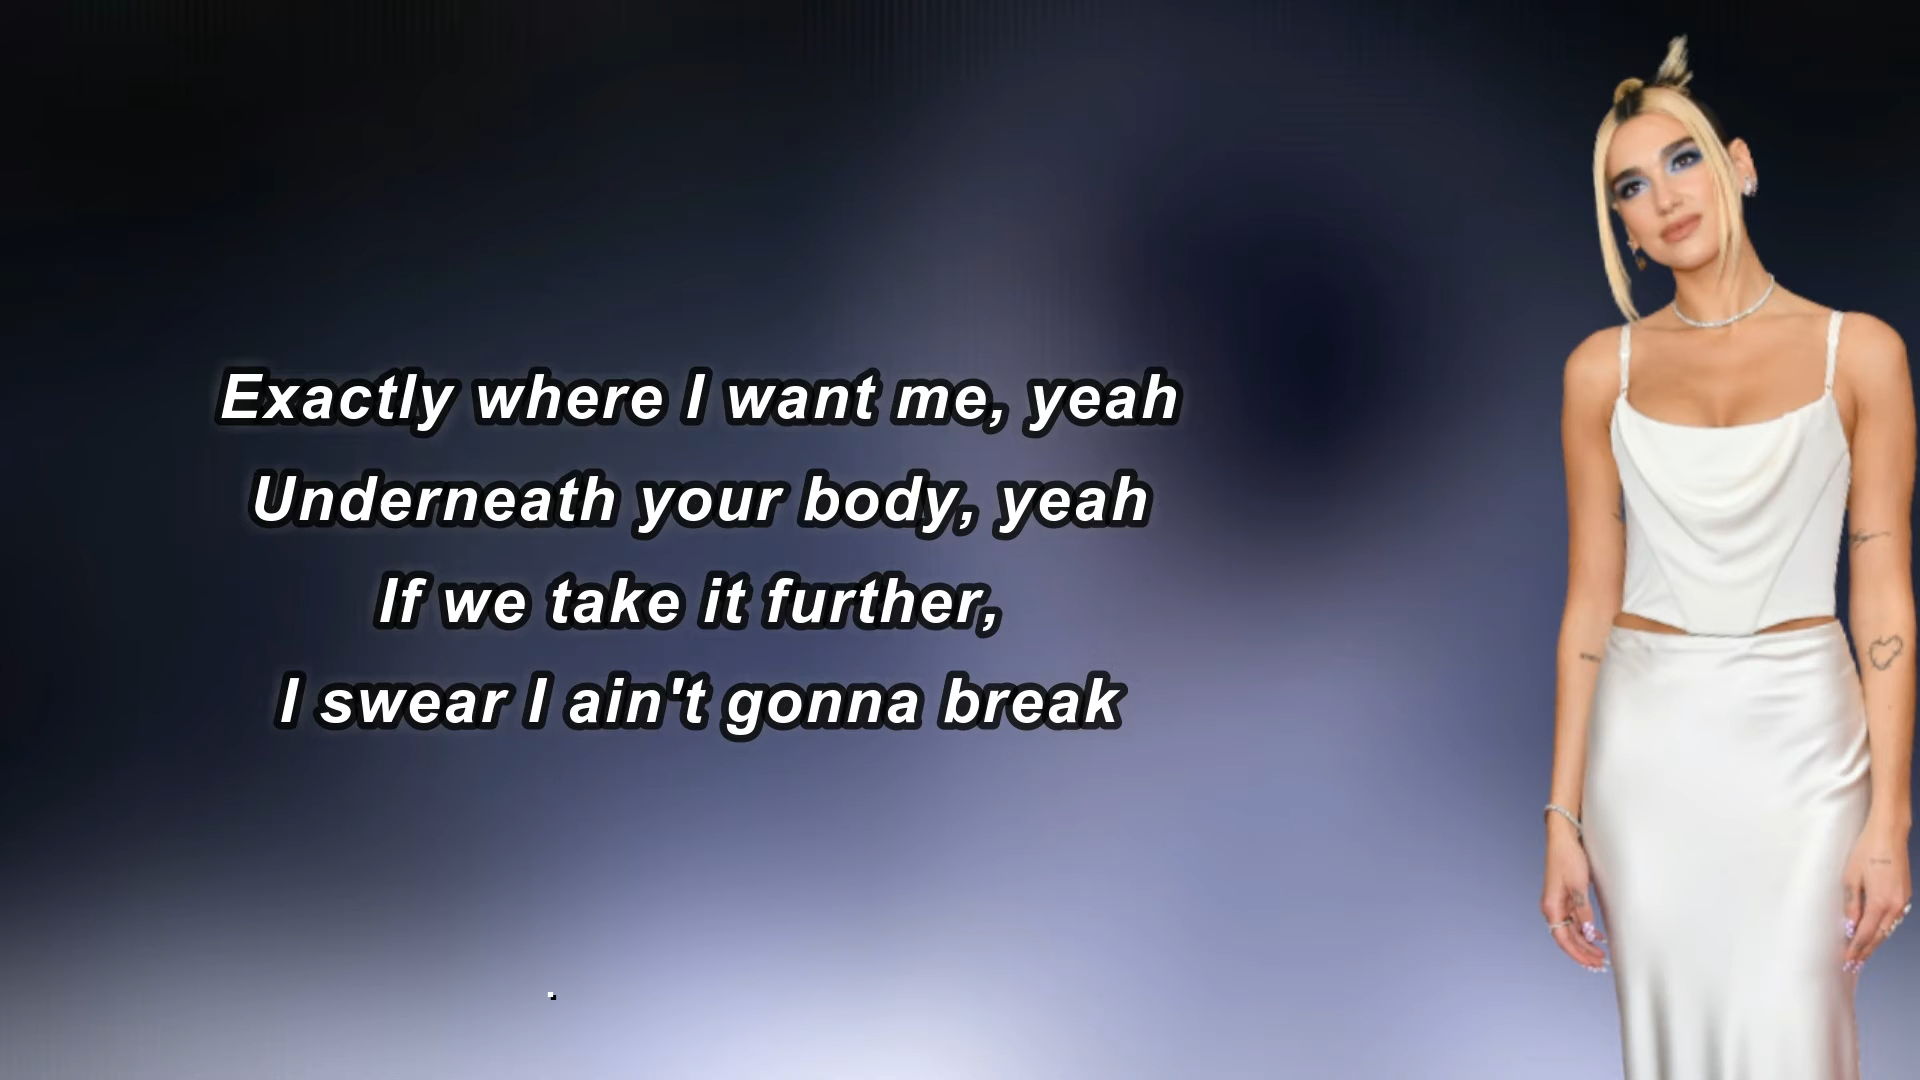 Exactly where I want me, yeah
Underneath your body, yeah
If we take it further,
I swear I ain't gonna break